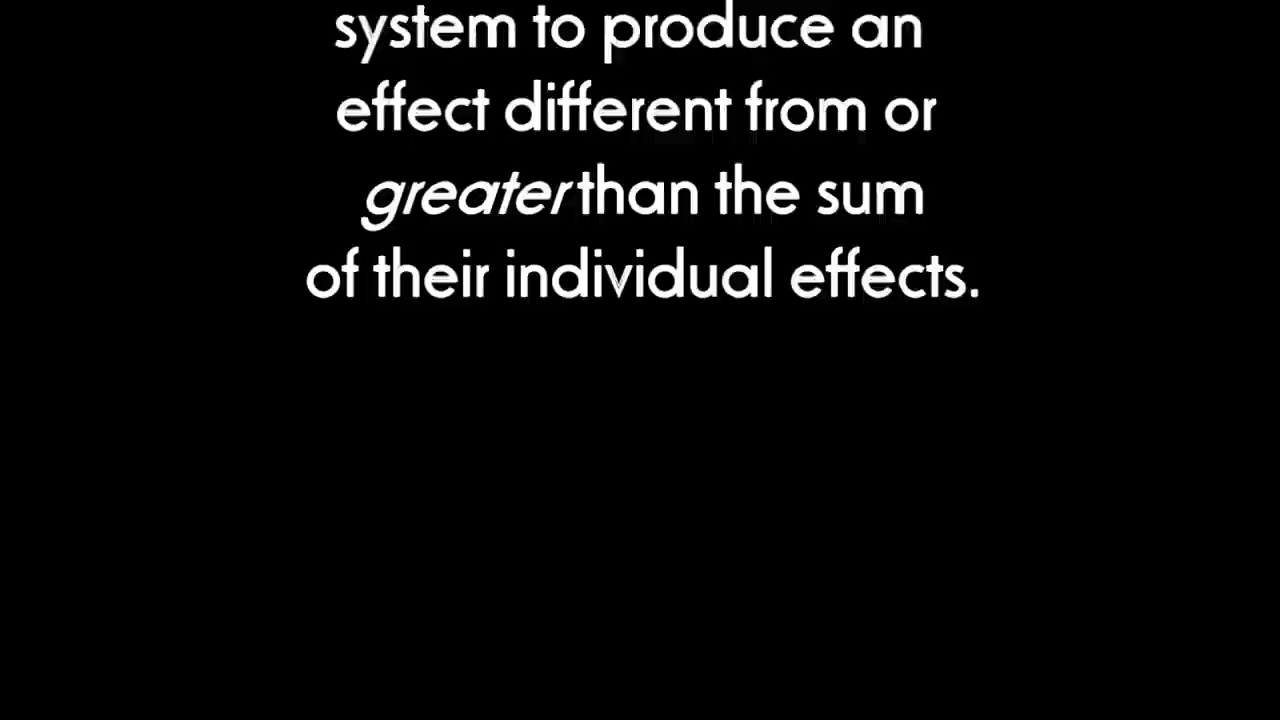 system to produce an
effect different from or
greater than the sum
of their individual effects.